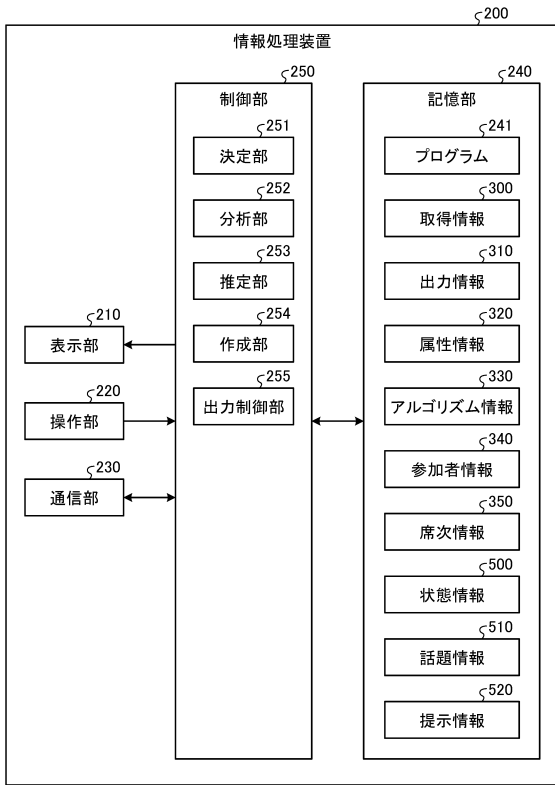 200
情報処理装置
250
制御部
251
決定部
252
分析部
253
推定部
254
作成部
255
出力制御部
210
表示部
220
操作部
230
通信部
240
記憶部
241
プログラム
300
取得情報
310
出力情報
320
属性情報
330
アルゴリズム情報
340
参加者情報
350
席次情報
500
状態情報
510
話題情報
520
提示情報